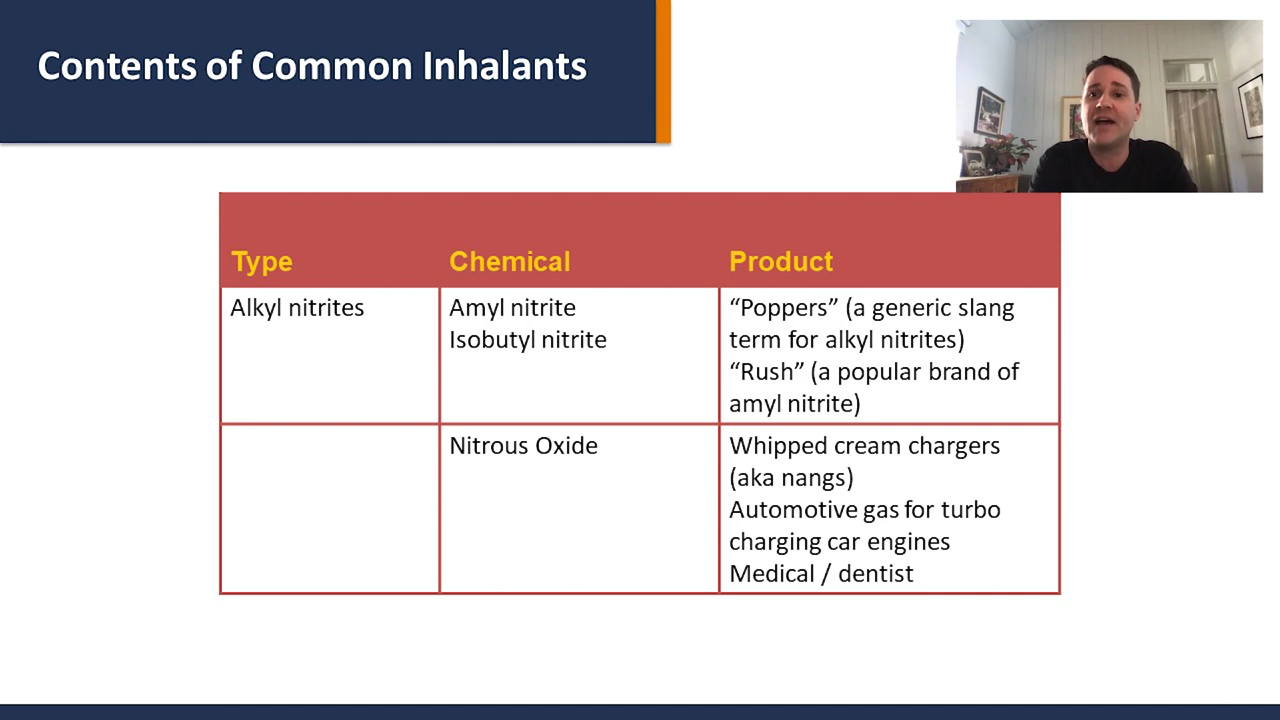 Contents of Common Inhalants
Type
Chemical
Product
Alkyl nitrites
Amyl nitrite
Isobutyl nitrite
“Poppers” (a generic slang
term for alkyl nitrites)
“Rush” (a popular brand of
amyl nitrite)
Nitrous Oxide
Whipped cream chargers
(aka nangs)
Automotive gas for turbo
charging car engines
Medical / dentist